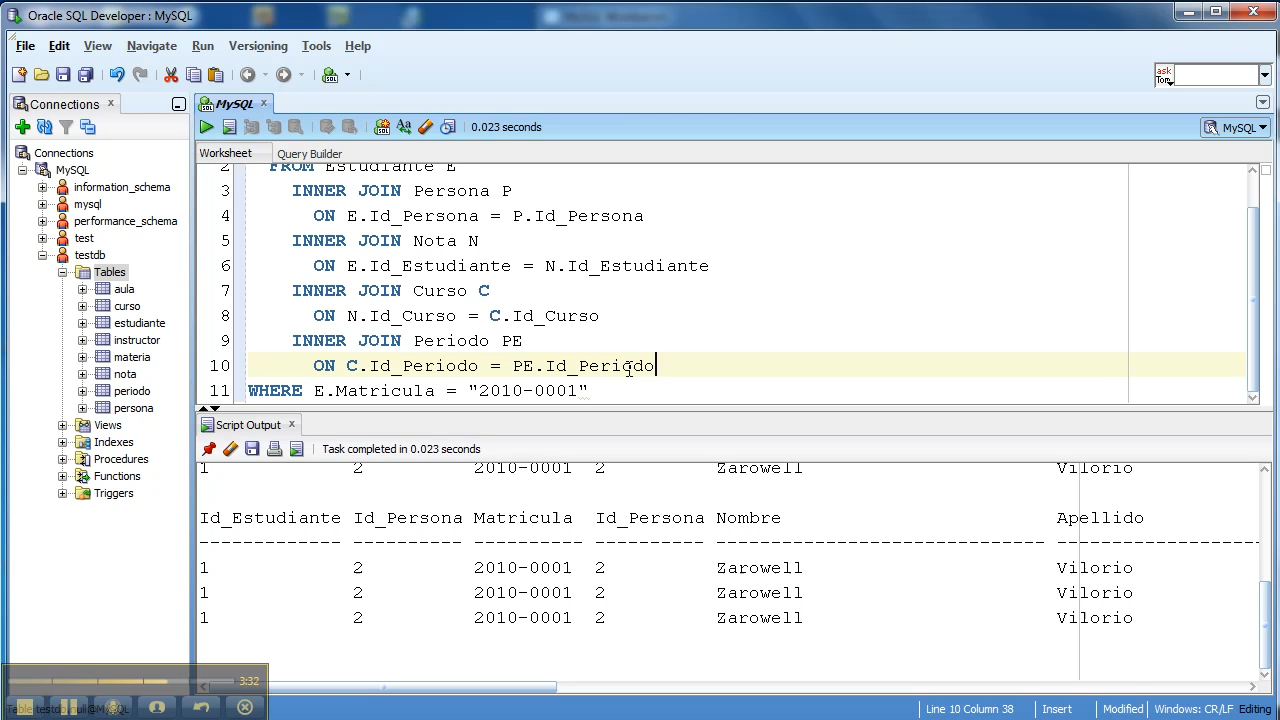 Oracle SQL Developer : MySQL
File Edit View Navigate Run Versioning Tools Help
ask
Tom
Connections
MySQL
0.023 seconds
MySQL
Worksheet Query Builder
Connections
MySQL
information_schema
mysql
performance_schema
test
testdb
Tables
aula
curso
estudiante
instructor
materia
nota
periodo
persona
Views
Indexes
Procedures
Functions
Triggers
2 FROM Estudiante E
3 INNER JOIN Persona P
4 ON E.Id_Persona = P.Id_Persona
5 INNER JOIN Nota N
6 ON E.Id_Estudiante = N.Id_Estudiante
7 INNER JOIN Curso C
8 ON N.Id_Curso = C.Id_Curso
9 INNER JOIN Periodo PE
10 ON C.Id_Periodo = PE.Id_Periodo
11 WHERE E.Matricula = "2010-0001"
Script Output
Task completed in 0.023 seconds
1 2 2010-0001 2 Zarowell Vilorio
Id_Estudiante Id_Persona Matricula Id_Persona Nombre Apellido
------------- ---------- ---------- ---------- ------------------------------ ------------------
1 2 2010-0001 2 Zarowell Vilorio
1 2 2010-0001 2 Zarowell Vilorio
1 2 2010-0001 2 Zarowell Vilorio
3:32
Line 10 Column 38 Insert Modified Windows: CR/LF Editing